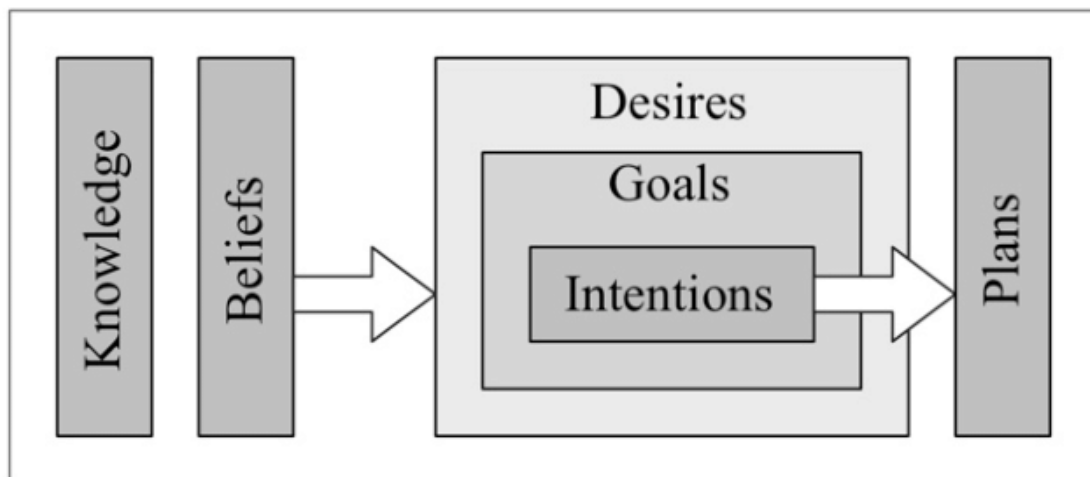 Knowledge
Beliefs
Desires
Goals
Intentions
Plans